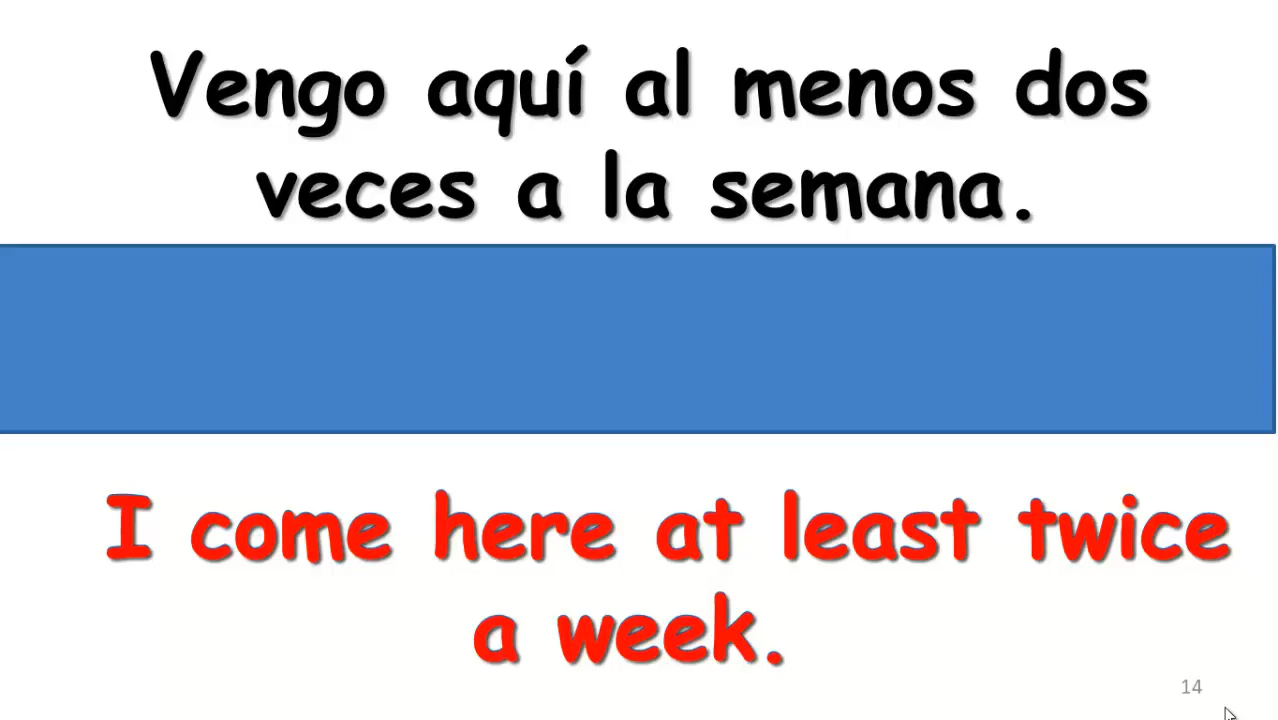 Vengo aquí al menos dos
veces a la semana.
I come here at least twice
a week.
14